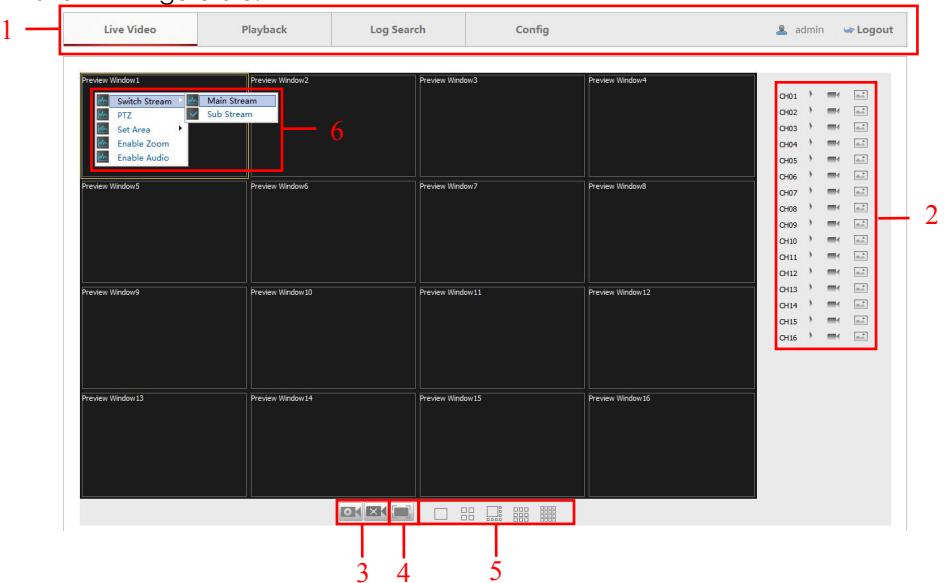 1
Live Video Playback Log Search Config admin Logout
Preview Window1 Preview Window2 Preview Window3 Preview Window4
Switch Stream Main Stream
PTZ Sub Stream
Set Area
Enable Zoom
Enable Audio
6
Preview Window5 Preview Window6 Preview Window7 Preview Window8
Preview Window9 Preview Window10 Preview Window11 Preview Window12
Preview Window13 Preview Window14 Preview Window15 Preview Window16
CH01
CH02
CH03
CH04
CH05
CH06
CH07
CH08
CH09
CH10
CH11
CH12
CH13
CH14
CH15
CH16
2
3 4 5